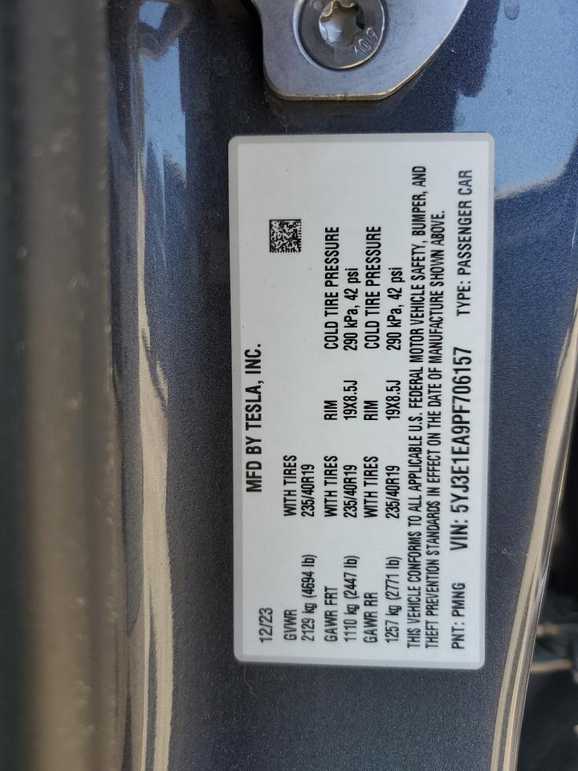 MFD BY TESLA, INC.
12/23
GVWR WITH TIRES
2129 kg (4694 lb) 235/40R19
GAWR FRT WITH TIRES RIM COLD TIRE PRESSURE
1110 kg (2447 lb) 235/40R19 19X8.5J 290 kPa, 42 psi
GAWR RR WITH TIRES RIM COLD TIRE PRESSURE
1257 kg (2771 lb) 235/40R19 19X8.5J 290 kPa, 42 psi
THIS VEHICLE CONFORMS TO ALL APPLICABLE U.S. FEDERAL MOTOR VEHICLE SAFETY, BUMPER, AND
THEFT PREVENTION STANDARDS IN EFFECT ON THE DATE OF MANUFACTURE SHOWN ABOVE.
PNT: PMNG VIN: 5YJ3E1EA9PF706157 TYPE: PASSENGER CAR